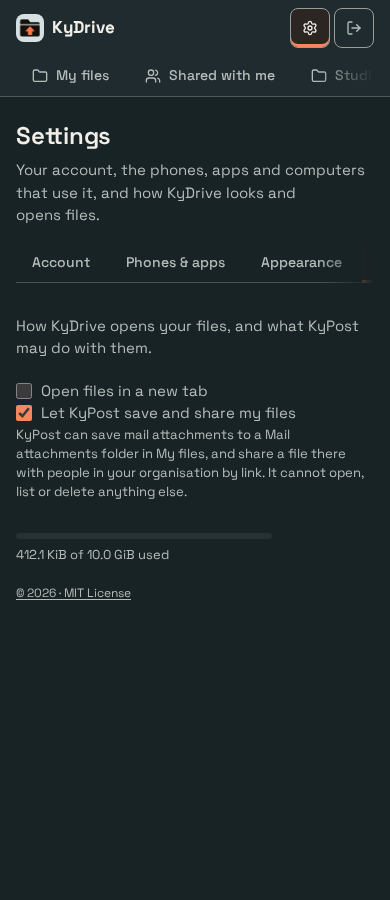 KyDrive
My files
Shared with me
Settings
Your account, the phones, apps and computers
that use it, and how KyDrive looks and
opens files.
Account
Phones & apps
Appearance
How KyDrive opens your files, and what KyPost
may do with them.
Open files in a new tab
Let KyPost save and share my files
KyPost can save mail attachments to a Mail
attachments folder in My files, and share a file there
with people in your organisation by link. It cannot open,
list or delete anything else.
412.1 KiB of 10.0 GiB used
© 2026 · MIT License